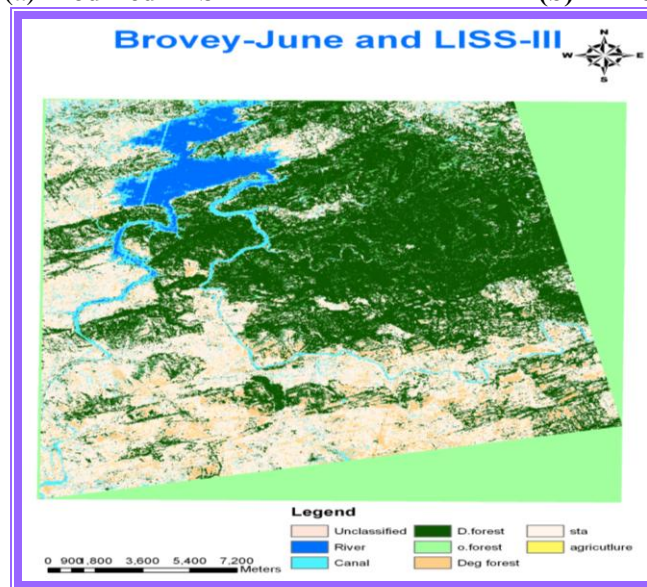 (b)
Brovey-June and LISS-III
N
W E
S
Legend
Unclassified D.forest sta
River o.forest agricutlure
Canal Deg forest
0 900 1,800 3,600 5,400 7,200
Meters